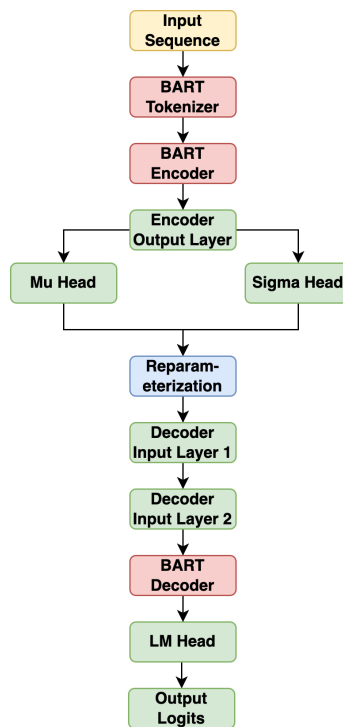 Input
Sequence
BART
Tokenizer
BART
Encoder
Encoder
Output Layer
Mu Head
Sigma Head
Reparam-
eterization
Decoder
Input Layer 1
Decoder
Input Layer 2
BART
Decoder
LM Head
Output
Logits